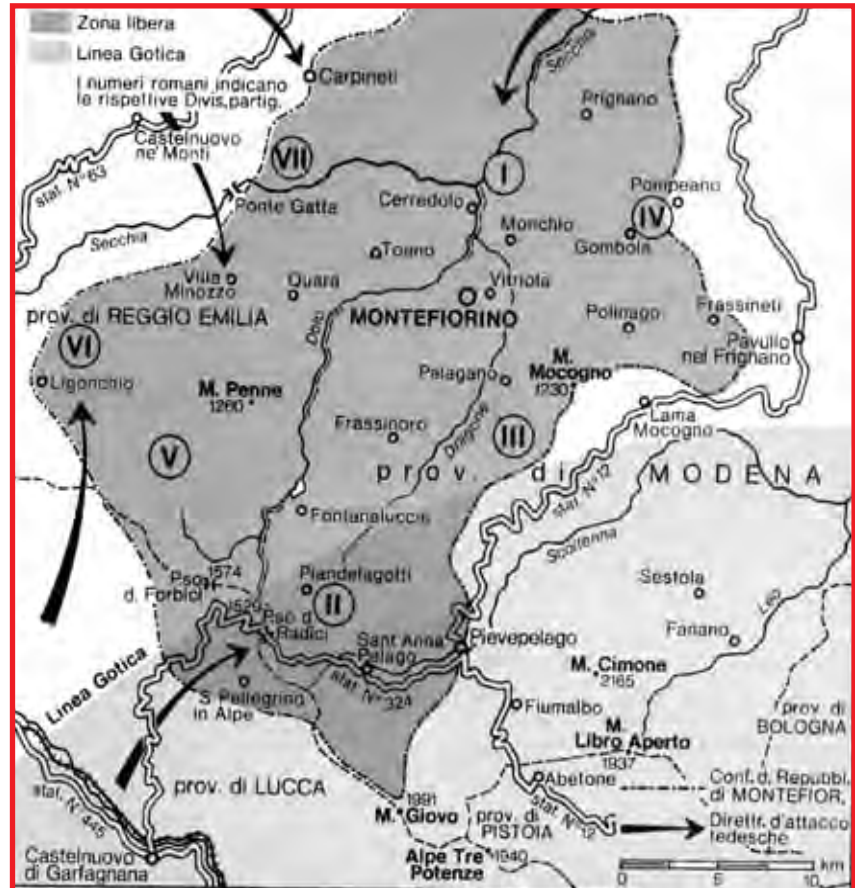 Zona libera
Linea Gotica
I numeri romani indicano
le rispettive Divis. partig.
Carpineti
Secchia
Prignano
Castelnuovo
ne' Monti
stat. N° 63
VII
I
Ponte Gatta
Cerredolo
Pompeano
IV
Monchio
Gombola
Secchia
Toano
Villa
Minozzo
Quara
Vitriola
prov. di REGGIO EMILIA
MONTEFIORINO
Polinago
Frassineti
Dolo
Pavullo
nel Frignano
VI
Ligonchio
M. Penne
1260
Pelagano
M.
Mocogno
1230
Lama
Mocogno
Frassinoro
Dragone
III
V
prov. di MODENA
stat. N° 12
Fontanaluccia
Scoltenna
Pso
d. Forbici
1574
Piandelagotti
II
Sestola
Leo
1529
Pso d.
Radici
Sant'Anna
Pelago
Pievepelago
Fanano
Linea Gotica
stat. N° 324
M. Cimone
2165
S. Pellegrino
in Alpe
Fiumalbo
prov. di
BOLOGNA
M.
Libro Aperto
1937
prov. di LUCCA
Abetone
Conf. d. Repubbl.
di MONTEFIOR.
stat. N° 445
1991
M. Giovo
prov. di
PISTOIA
stat. N° 12
Direttr. d'attacco
tedesche
Alpe Tre
Potenze
1940
Castelnuovo
di Garfagnana
0 5 10 km